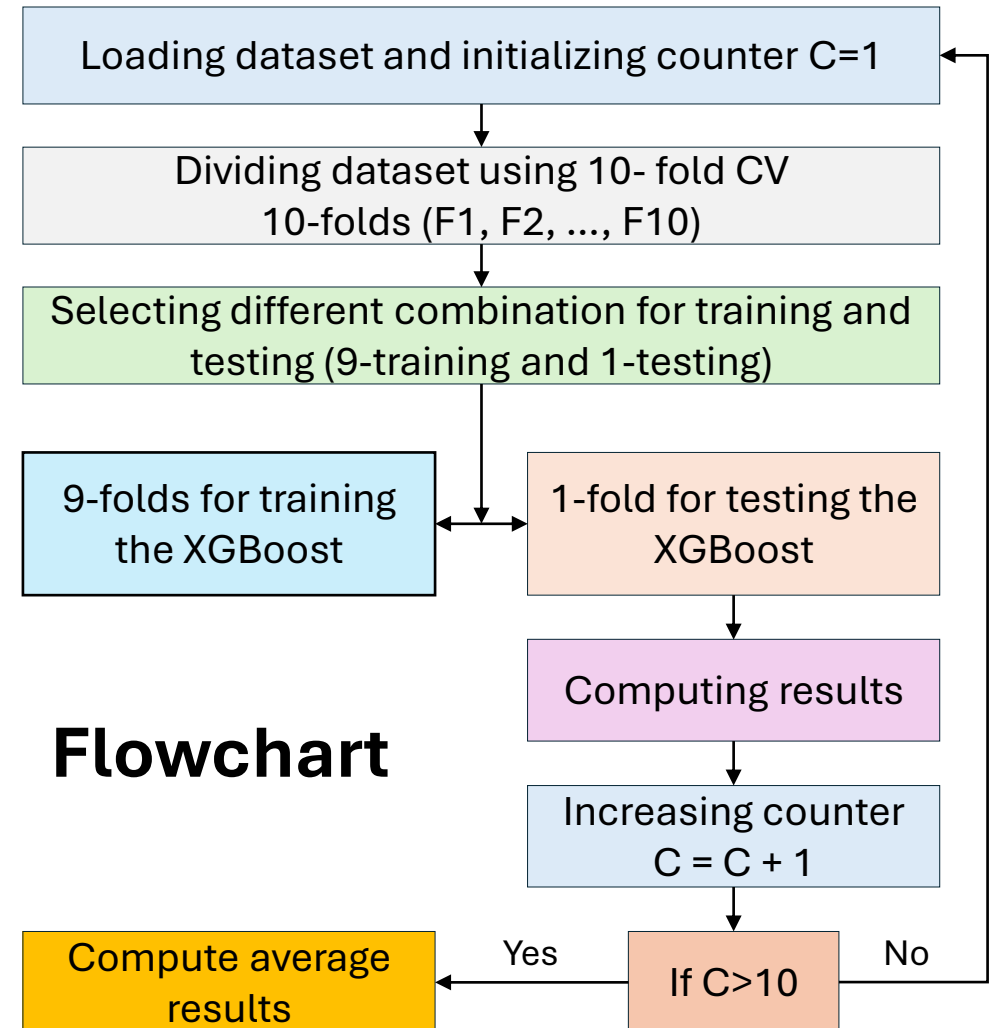 Loading dataset and initializing counter C=1
Dividing dataset using 10- fold CV
10-folds (F1, F2, ..., F10)
Selecting different combination for training and
testing (9-training and 1-testing)
9-folds for training
the XGBoost
1-fold for testing the
XGBoost
Computing results
Flowchart
Increasing counter
C = C + 1
Compute average
results
Yes
If C>10
No